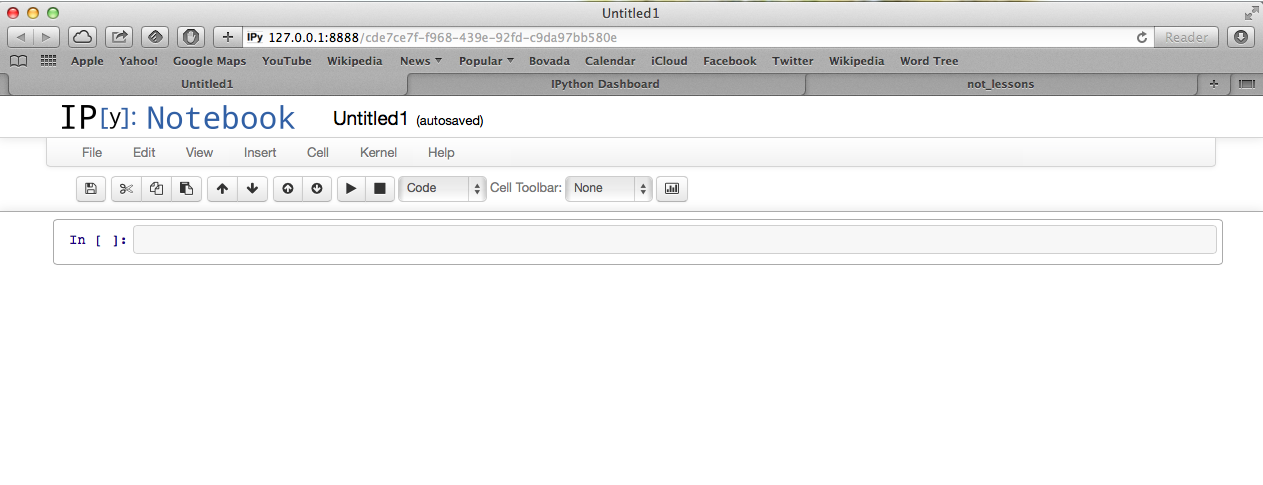 Untitled1
IPy 127.0.0.1:8888/cde7ce7f-f968-439e-92fd-c9da97bb580e Reader
Apple Yahoo! Google Maps YouTube Wikipedia News Popular Bovada Calendar iCloud Facebook Twitter Wikipedia Word Tree
Untitled1 IPython Dashboard not_lessons
IP[y]: Notebook Untitled1 (autosaved)
File Edit View Insert Cell Kernel Help
Code Cell Toolbar: None
In [ ]: